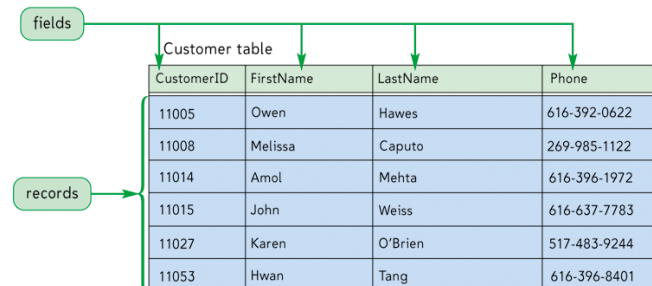 fields
Customer table
CustomerID FirstName LastName Phone
11005 Owen Hawes 616-392-0622
11008 Melissa Caputo 269-985-1122
11014 Amol Mehta 616-396-1972
records
11015 John Weiss 616-637-7783
11027 Karen O'Brien 517-483-9244
11053 Hwan Tang 616-396-8401